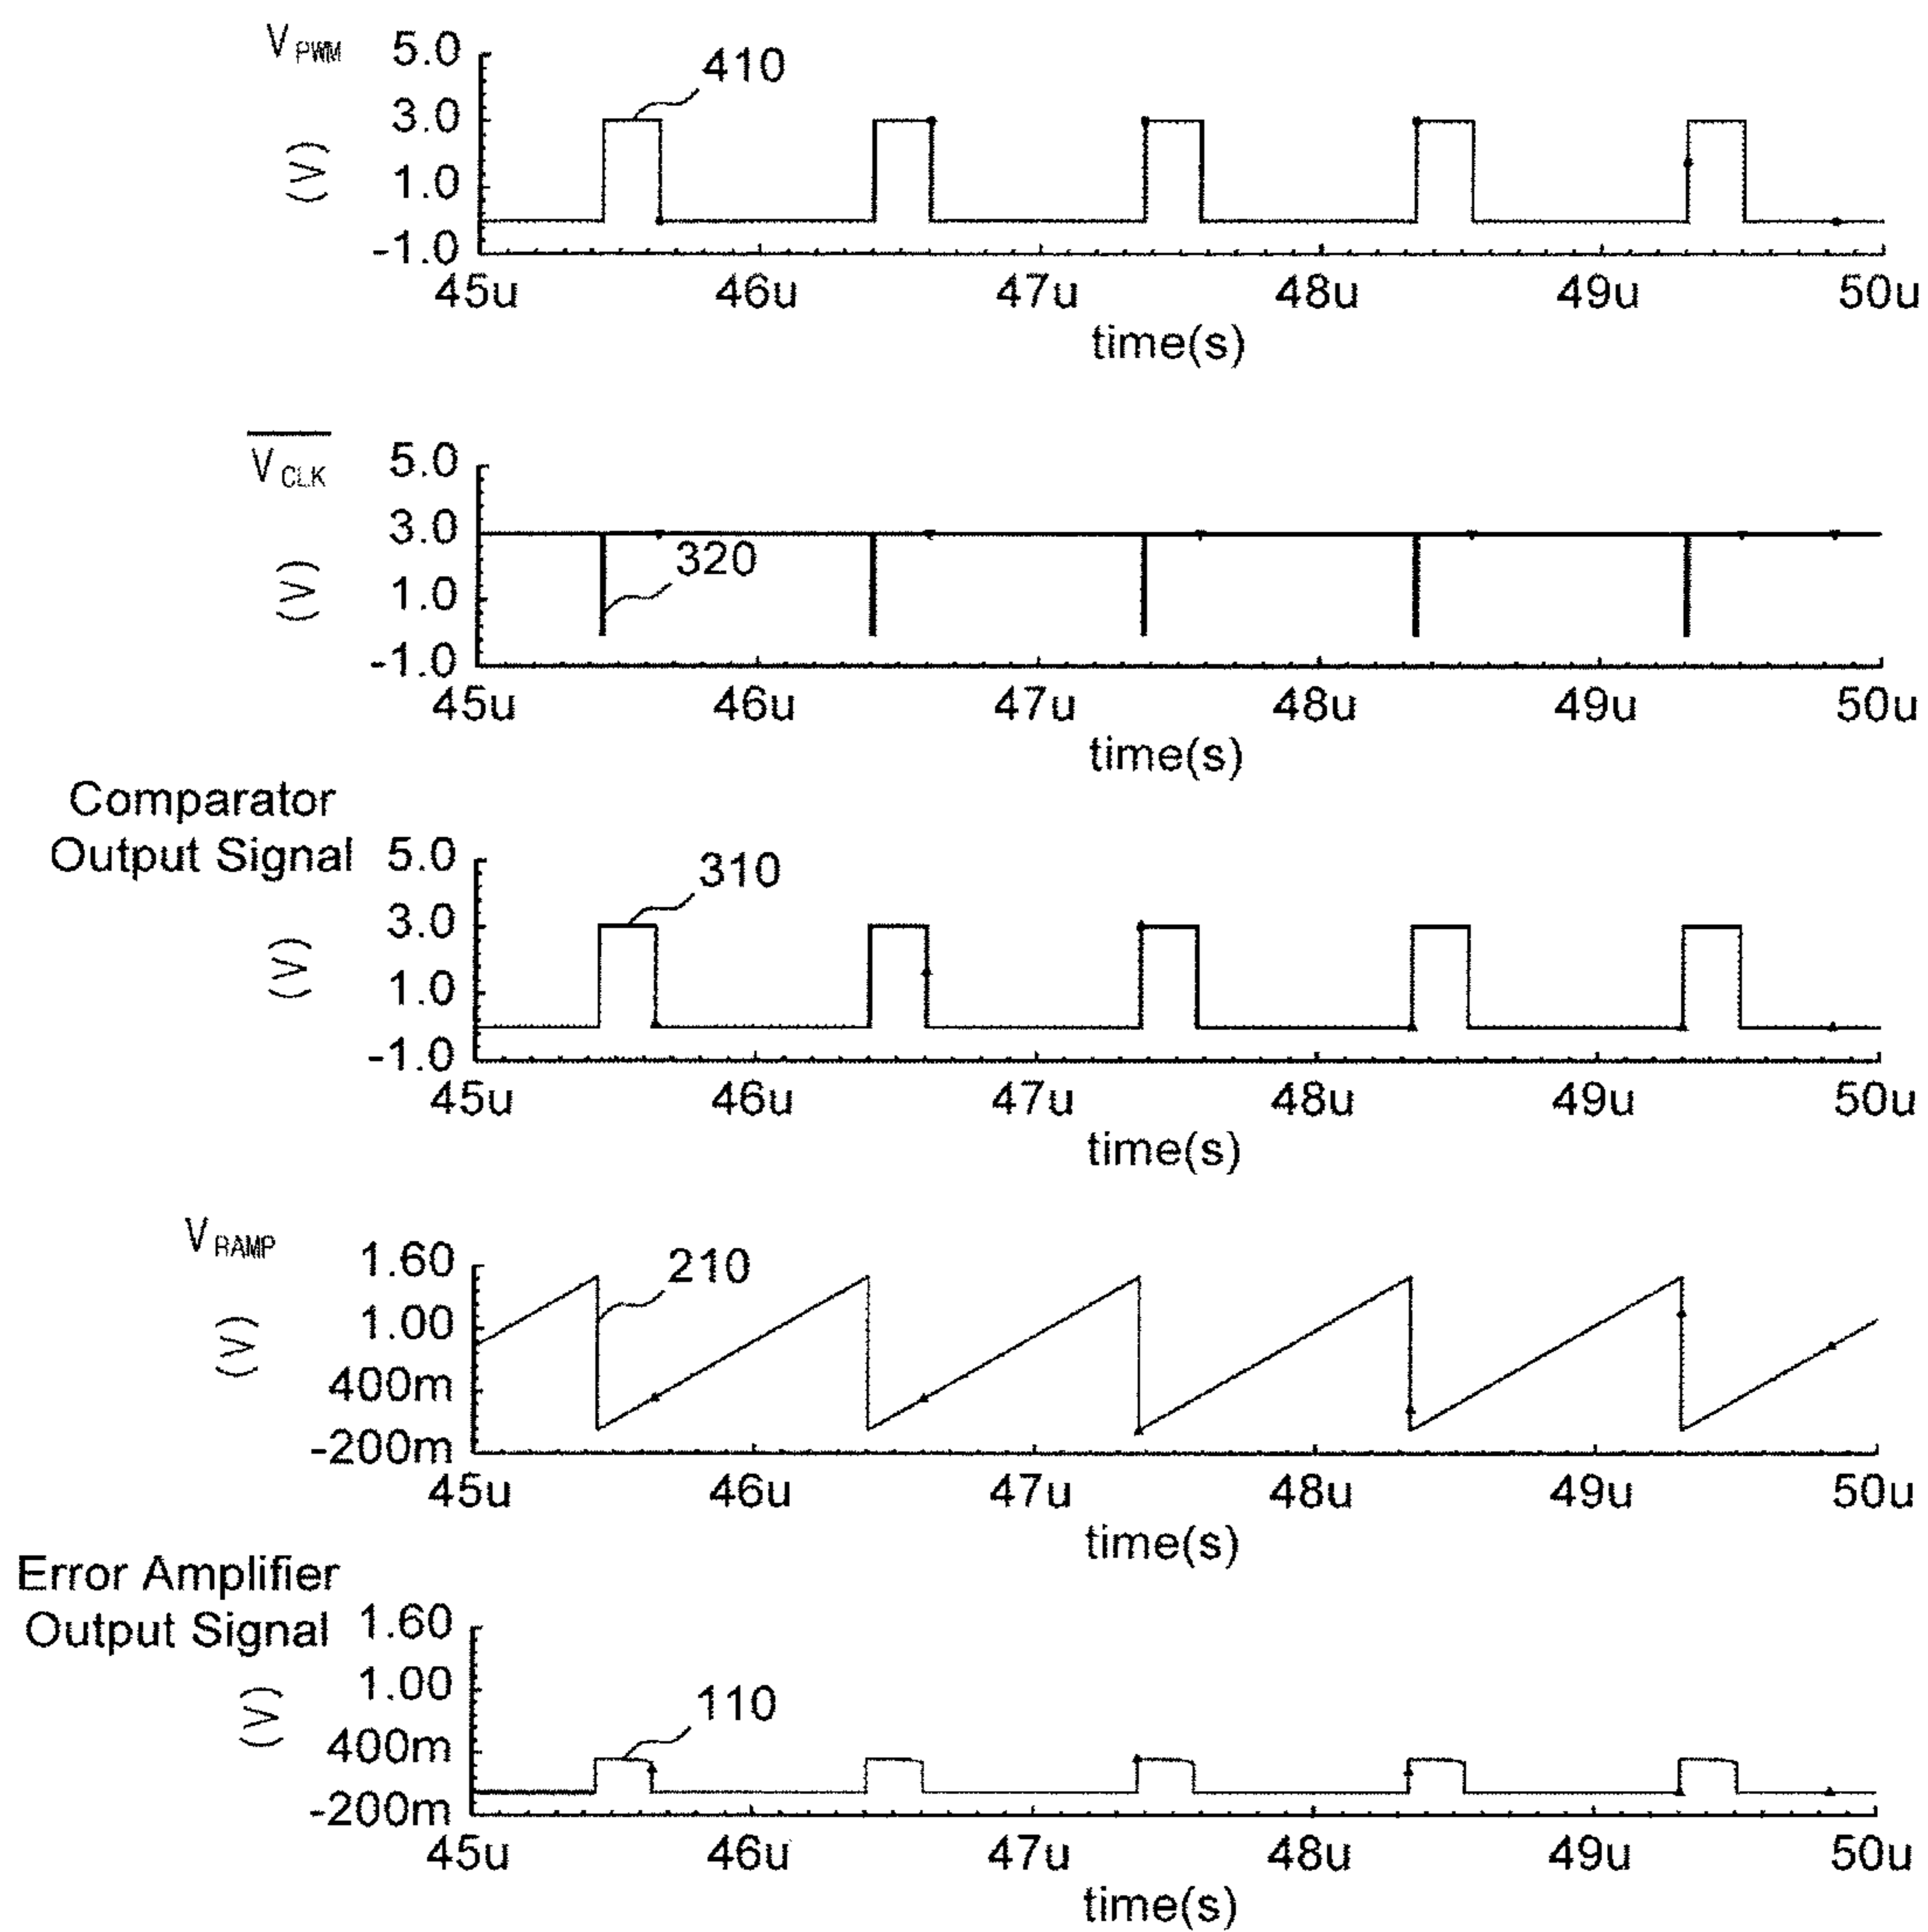 V PWM
5.0
410
3.0
(V)
1.0
-1.0
45u 46u 47u 48u 49u 50u
time(s)
V CLK
5.0
3.0
320
(V)
1.0
-1.0
45u 46u 47u 48u 49u 50u
time(s)
Comparator
Output Signal
5.0
310
3.0
(V)
1.0
-1.0
45u 46u 47u 48u 49u 50u
time(s)
V RAMP
1.60
210
1.00
(V)
400m
-200m
45u 46u 47u 48u 49u 50u
time(s)
Error Amplifier
Output Signal
1.60
1.00
110
(V)
400m
-200m
45u 46u 47u 48u 49u 50u
time(s)